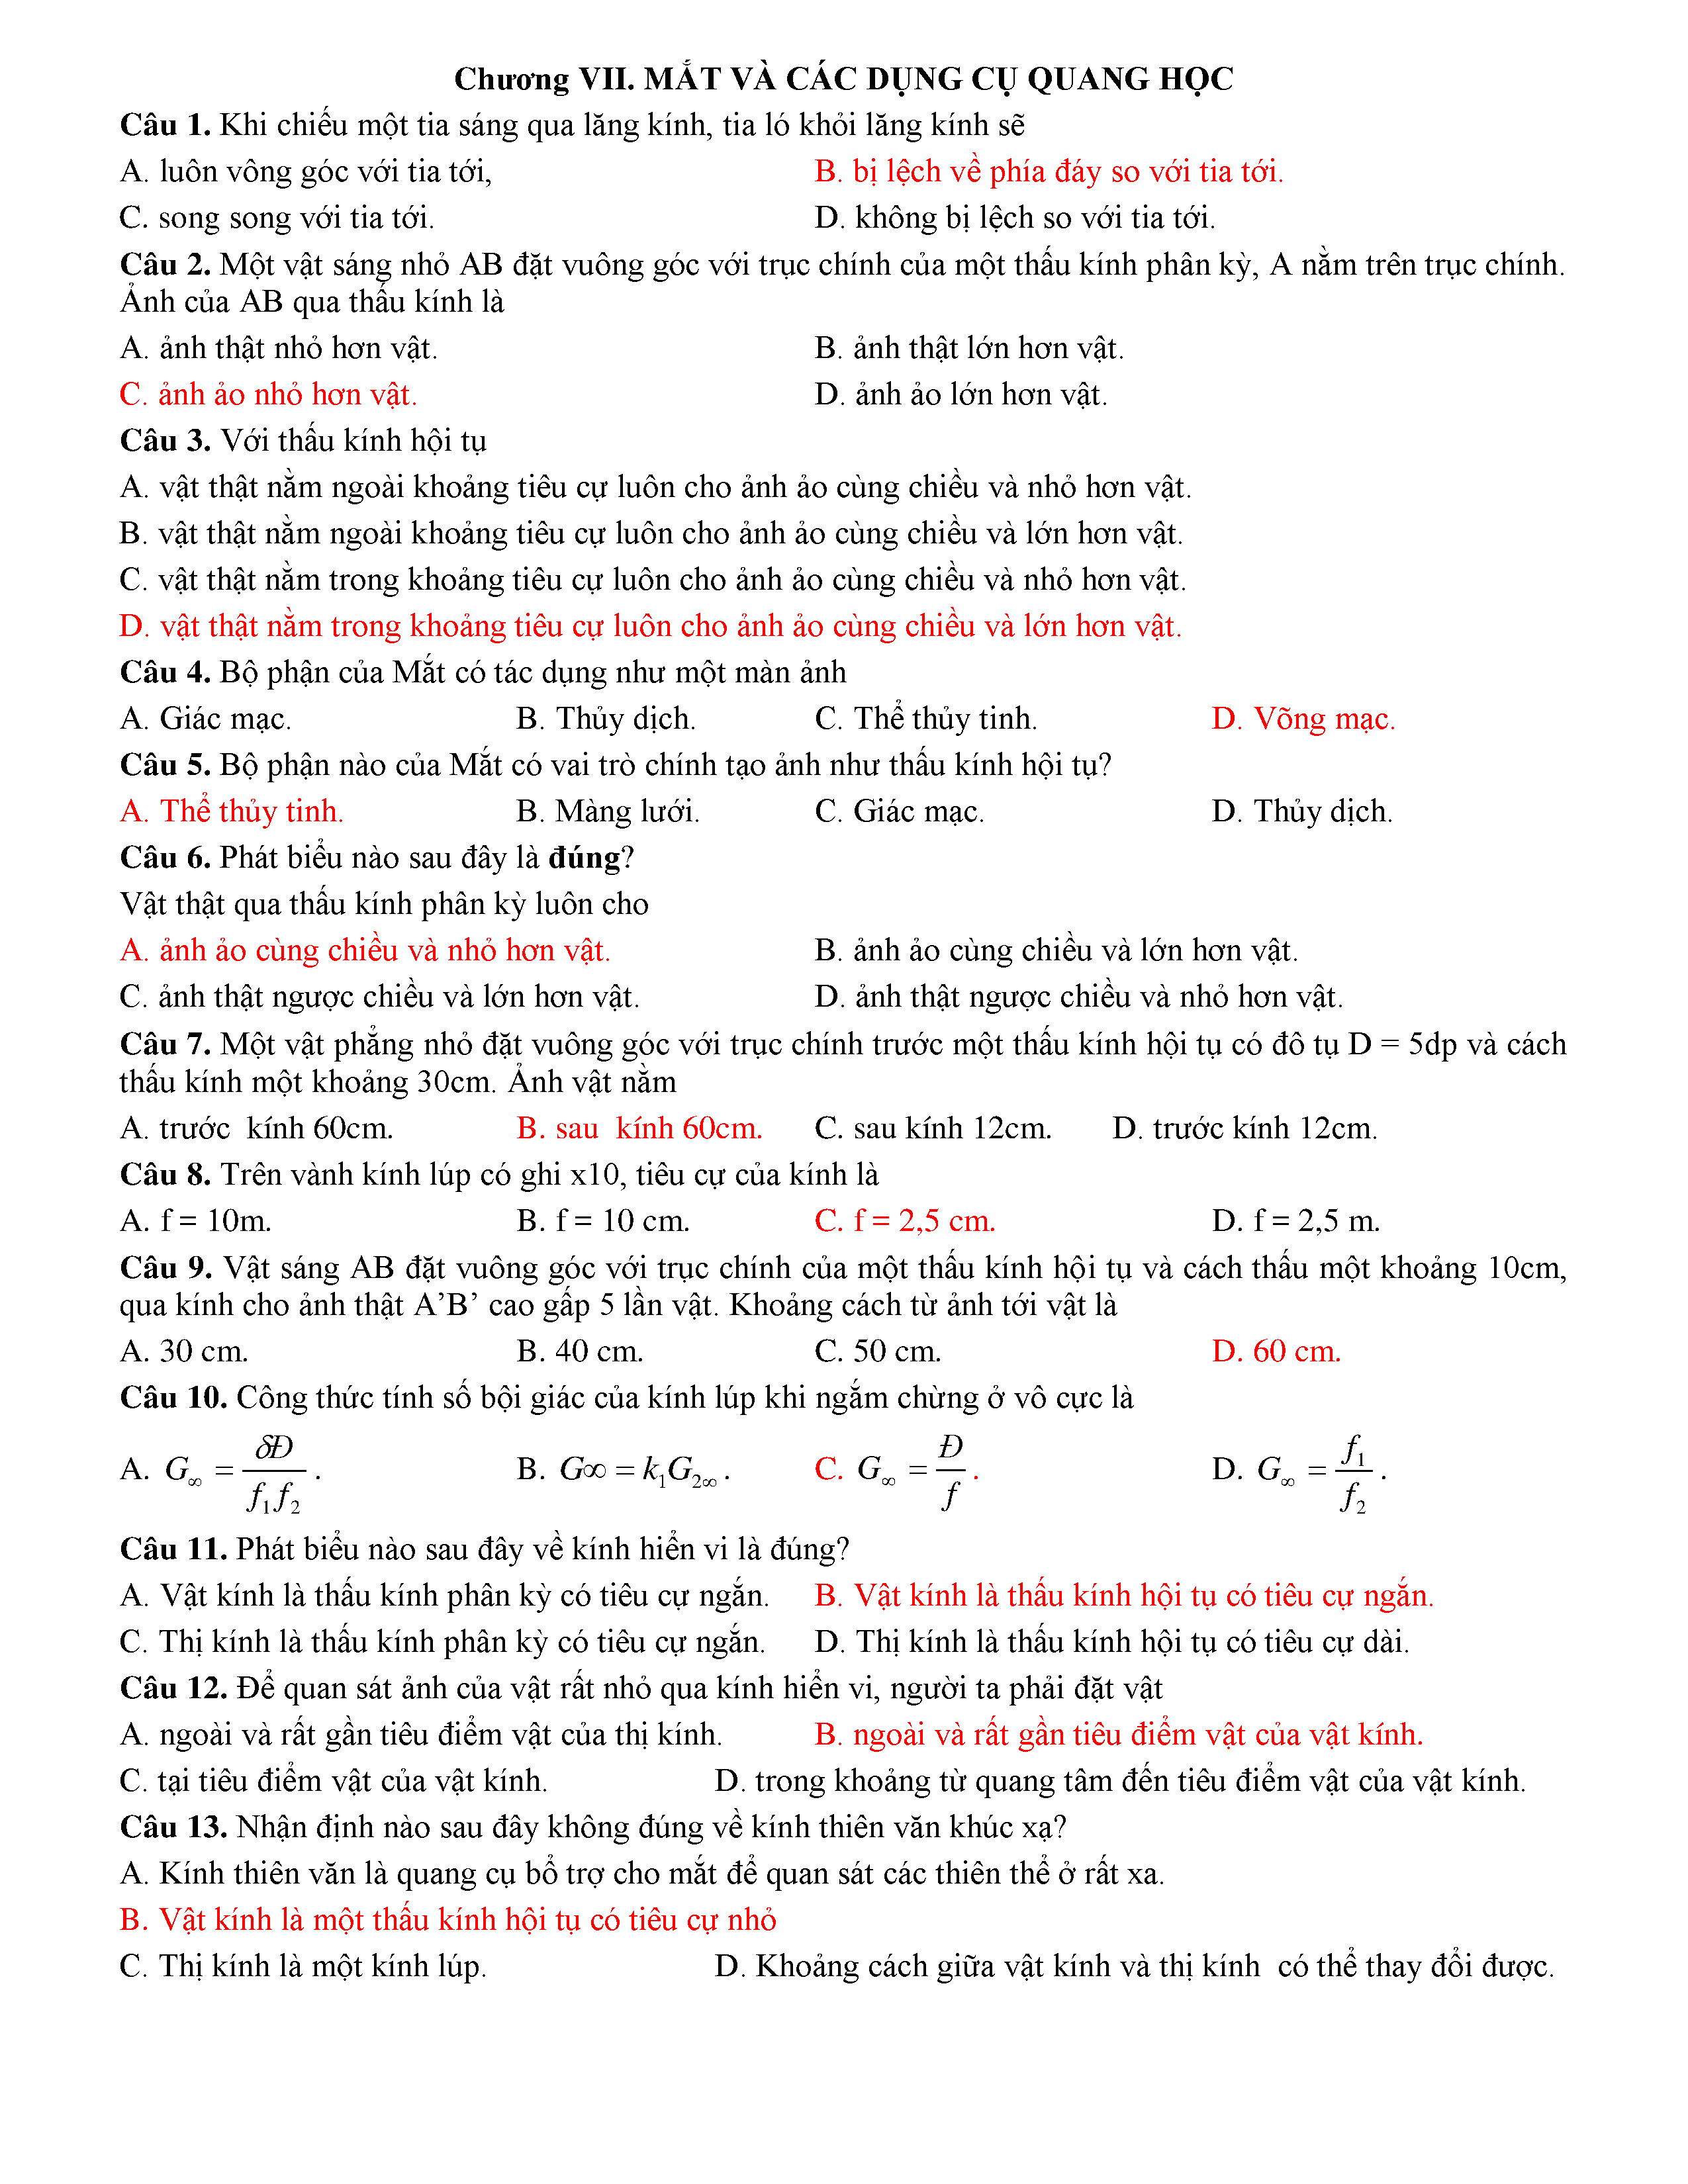 Chương VII. MẮT VÀ CÁC DỤNG CỤ QUANG HỌC
Câu 1. Khi chiếu một tia sáng qua lăng kính, tia ló khỏi lăng kính sẽ
A. luôn vông góc với tia tới, B. bị lệch về phía đáy so với tia tới.
C. song song với tia tới. D. không bị lệch so với tia tới.
Câu 2. Một vật sáng nhỏ AB đặt vuông góc với trục chính của một thấu kính phân kỳ, A nằm trên trục chính.
Ảnh của AB qua thấu kính là
A. ảnh thật nhỏ hơn vật. B. ảnh thật lớn hơn vật.
C. ảnh ảo nhỏ hơn vật. D. ảnh ảo lớn hơn vật.
Câu 3. Với thấu kính hội tụ
A. vật thật nằm ngoài khoảng tiêu cự luôn cho ảnh ảo cùng chiều và nhỏ hơn vật.
B. vật thật nằm ngoài khoảng tiêu cự luôn cho ảnh ảo cùng chiều và lớn hơn vật.
C. vật thật nằm trong khoảng tiêu cự luôn cho ảnh ảo cùng chiều và nhỏ hơn vật.
D. vật thật nằm trong khoảng tiêu cự luôn cho ảnh ảo cùng chiều và lớn hơn vật.
Câu 4. Bộ phận của Mắt có tác dụng như một màn ảnh
A. Giác mạc. B. Thủy dịch. C. Thể thủy tinh. D. Võng mạc.
Câu 5. Bộ phận nào của Mắt có vai trò chính tạo ảnh như thấu kính hội tụ?
A. Thể thủy tinh. B. Màng lưới. C. Giác mạc. D. Thủy dịch.
Câu 6. Phát biểu nào sau đây là đúng?
Vật thật qua thấu kính phân kỳ luôn cho
A. ảnh ảo cùng chiều và nhỏ hơn vật. B. ảnh ảo cùng chiều và lớn hơn vật.
C. ảnh thật ngược chiều và lớn hơn vật. D. ảnh thật ngược chiều và nhỏ hơn vật.
Câu 7. Một vật phẳng nhỏ đặt vuông góc với trục chính trước một thấu kính hội tụ có đô tụ D = 5dp và cách
thấu kính một khoảng 30cm. Ảnh vật nằm
A. trước kính 60cm. B. sau kính 60cm. C. sau kính 12cm. D. trước kính 12cm.
Câu 8. Trên vành kính lúp có ghi x10, tiêu cự của kính là
A. f = 10m. B. f = 10 cm. C. f = 2,5 cm. D. f = 2,5 m.
Câu 9. Vật sáng AB đặt vuông góc với trục chính của một thấu kính hội tụ và cách thấu một khoảng 10cm,
qua kính cho ảnh thật A’B’ cao gấp 5 lần vật. Khoảng cách từ ảnh tới vật là
A. 30 cm. B. 40 cm. C. 50 cm. D. 60 cm.
Câu 10. Công thức tính số bội giác của kính lúp khi ngắm chừng ở vô cực là
A. G∞ = δĐ / f₁f₂ . B. G∞ = k₁G₂∞ . C. G∞ = Đ / f . D. G∞ = f₁ / f₂ .
Câu 11. Phát biểu nào sau đây về kính hiển vi là đúng?
A. Vật kính là thấu kính phân kỳ có tiêu cự ngắn. B. Vật kính là thấu kính hội tụ có tiêu cự ngắn.
C. Thị kính là thấu kính phân kỳ có tiêu cự ngắn. D. Thị kính là thấu kính hội tụ có tiêu cự dài.
Câu 12. Để quan sát ảnh của vật rất nhỏ qua kính hiển vi, người ta phải đặt vật
A. ngoài và rất gần tiêu điểm vật của thị kính. B. ngoài và rất gần tiêu điểm vật của vật kính.
C. tại tiêu điểm vật của vật kính. D. trong khoảng từ quang tâm đến tiêu điểm vật của vật kính.
Câu 13. Nhận định nào sau đây không đúng về kính thiên văn khúc xạ?
A. Kính thiên văn là quang cụ bổ trợ cho mắt để quan sát các thiên thể ở rất xa.
B. Vật kính là một thấu kính hội tụ có tiêu cự nhỏ
C. Thị kính là một kính lúp. D. Khoảng cách giữa vật kính và thị kính có thể thay đổi được.